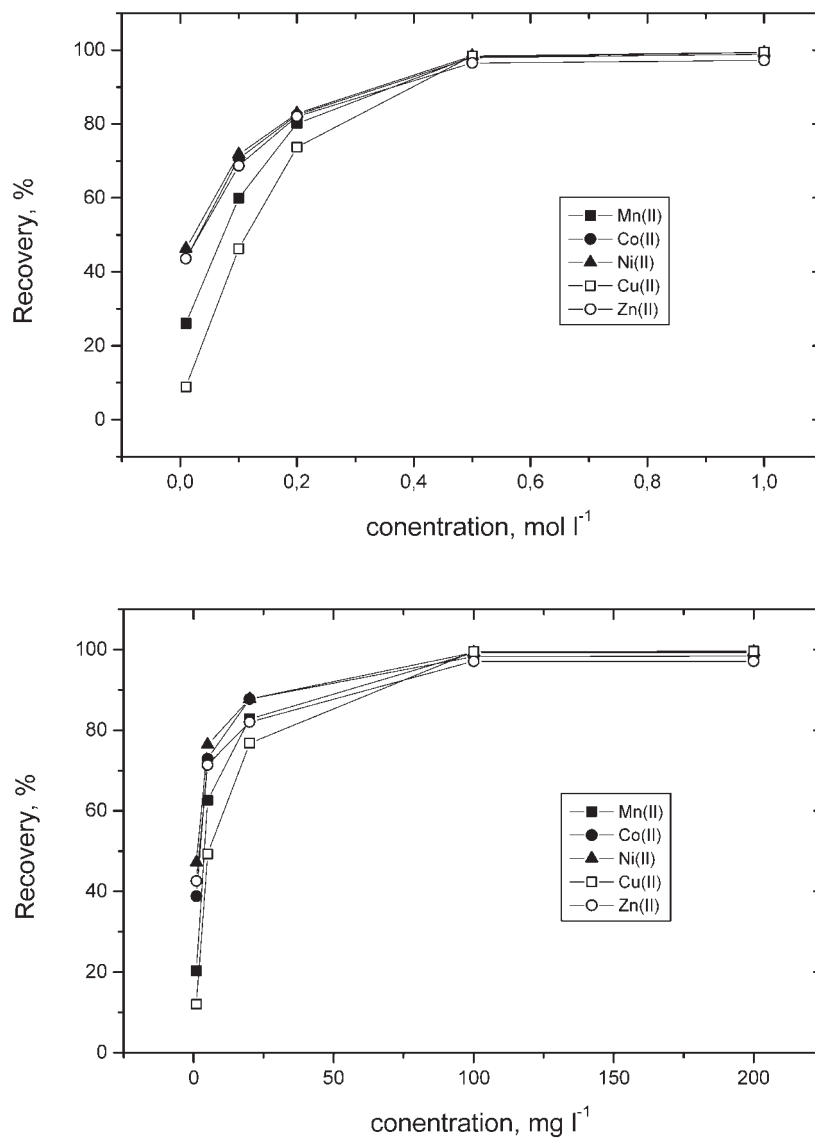 100
80
60
40
20
0
Recovery, %
Mn(II)
Co(II)
Ni(II)
Cu(II)
Zn(II)
0,0 0,2 0,4 0,6 0,8 1,0
conentration, mol l⁻¹
100
80
60
40
20
0
Recovery, %
Mn(II)
Co(II)
Ni(II)
Cu(II)
Zn(II)
0 50 100 150 200
conentration, mg l⁻¹